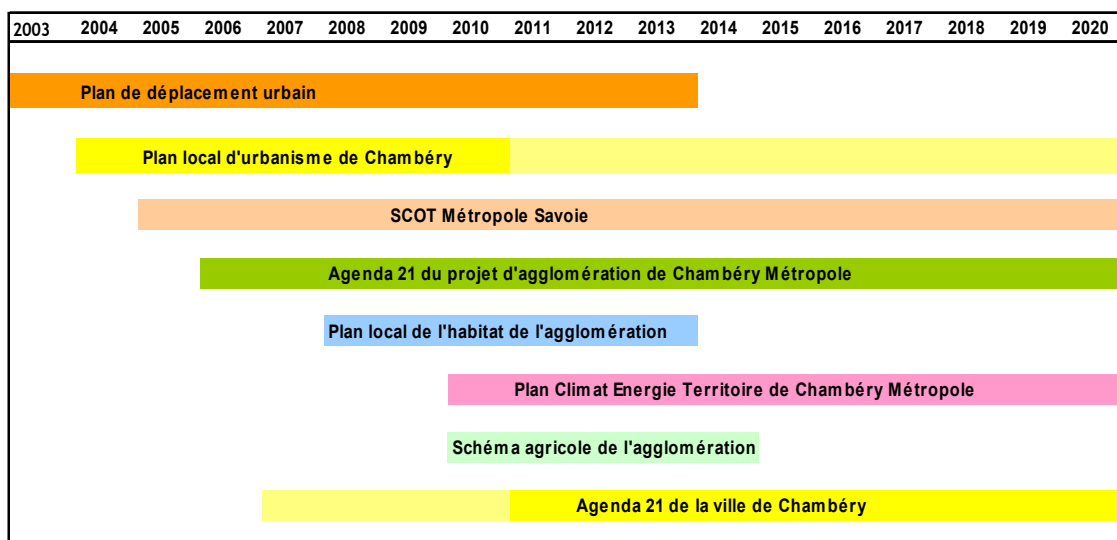 2003 2004 2005 2006 2007 2008 2009 2010 2011 2012 2013 2014 2015 2016 2017 2018 2019 2020
Plan de déplacement urbain
Plan local d'urbanisme de Chambéry
SCOT Métropole Savoie
Agenda 21 du projet d'agglomération de Chambéry Métropole
Plan local de l'habitat de l'agglomération
Plan Climat Energie Territoire de Chambéry Métropole
Schéma agricole de l'agglomération
Agenda 21 de la ville de Chambéry